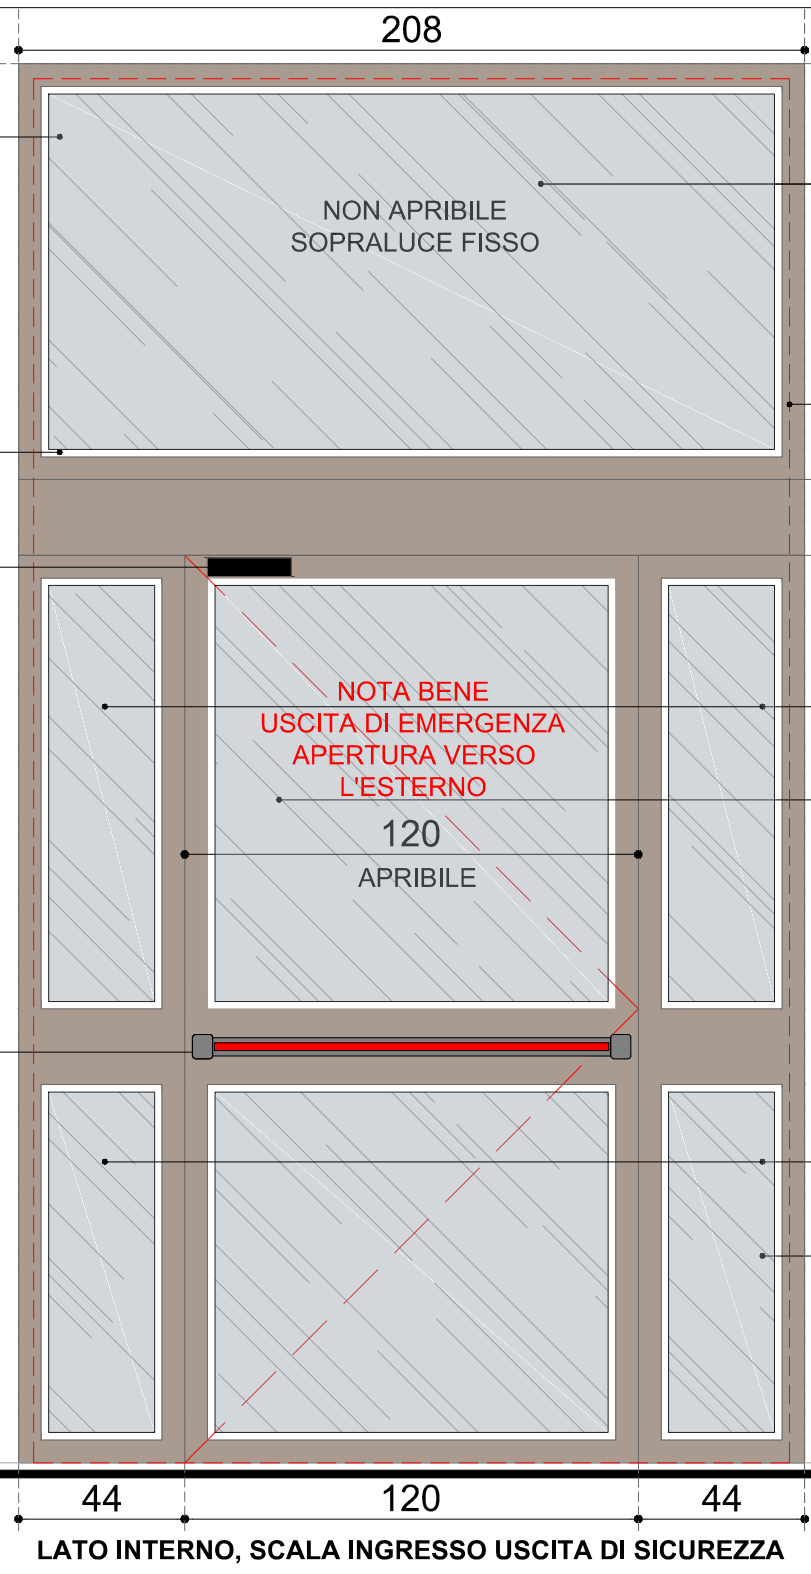 208
NON APRIBILE
SOPRALUCE FISSO
NOTA BENE
USCITA DI EMERGENZA
APERTURA VERSO
L'ESTERNO
120
APRIBILE
44 120 44
LATO INTERNO, SCALA INGRESSO USCITA DI SICUREZZA